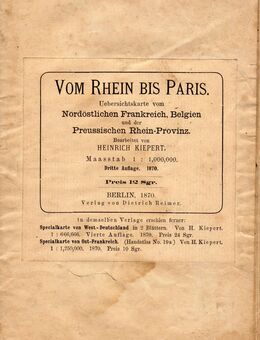 VOM RHEIN BIS PARIS.
Uebersichtskarte vom
Nordöstlichen Frankreich, Belgien
und der
Preussischen Rhein-Provinz.
Bearbeitet von
HEINRICH KIEPERT.
Maasstab 1 : 1,000,000.
Dritte Auflage. 1870.
Preis 12 Sgr.
BERLIN, 1870.
Verlag von Dietrich Reimer.
In demselben Verlage erschien ferner:
Specialkarte von West-Deutschland in 2 Blättern. Von H. Kiepert.
1 : 666,666. Vierte Auflage. 1870. Preis 24 Sgr.
Specialkarte von Ost-Frankreich. (Handatlas No. 19a) Von H. Kiepert.
1 : 1,250,000. 1870. Preis 10 Sgr.